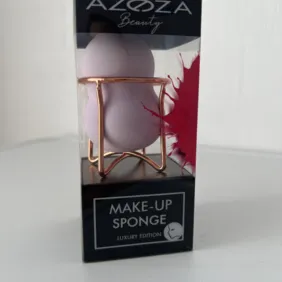 AZOZA
Beauty
MAKE-UP
SPONGE
LUXURY EDITION